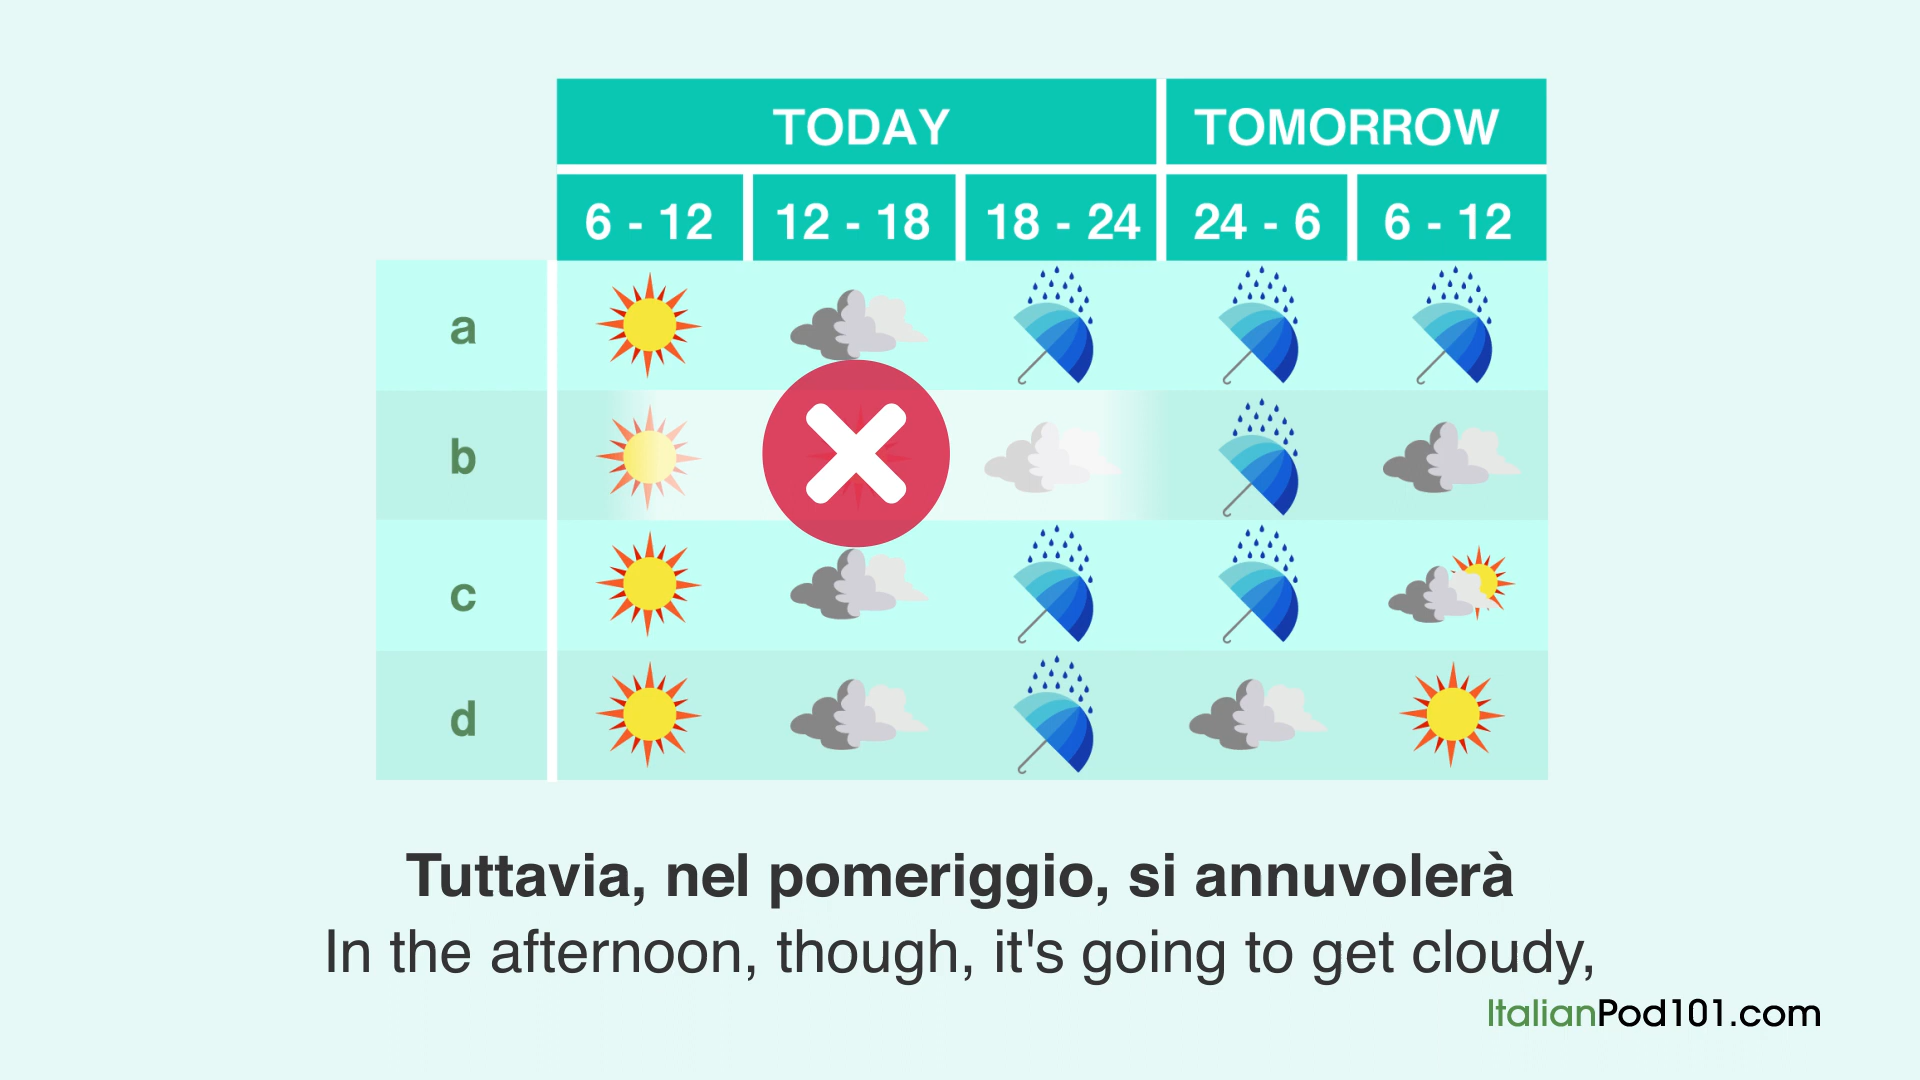 TODAY TOMORROW
6 - 12 12 - 18 18 - 24 24 - 6 6 - 12
a
b
c
d
Tuttavia, nel pomeriggio, si annuvolerà
In the afternoon, though, it's going to get cloudy,
ItalianPod101.com